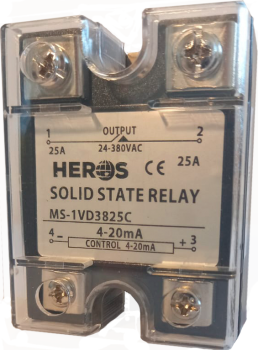 OUTPUT
1 2
25A 24-380VAC 25A
HEROS CE
SOLID STATE RELAY
MS-1VD3825C
4 - 4-20mA + 3
CONTROL 4-20mA